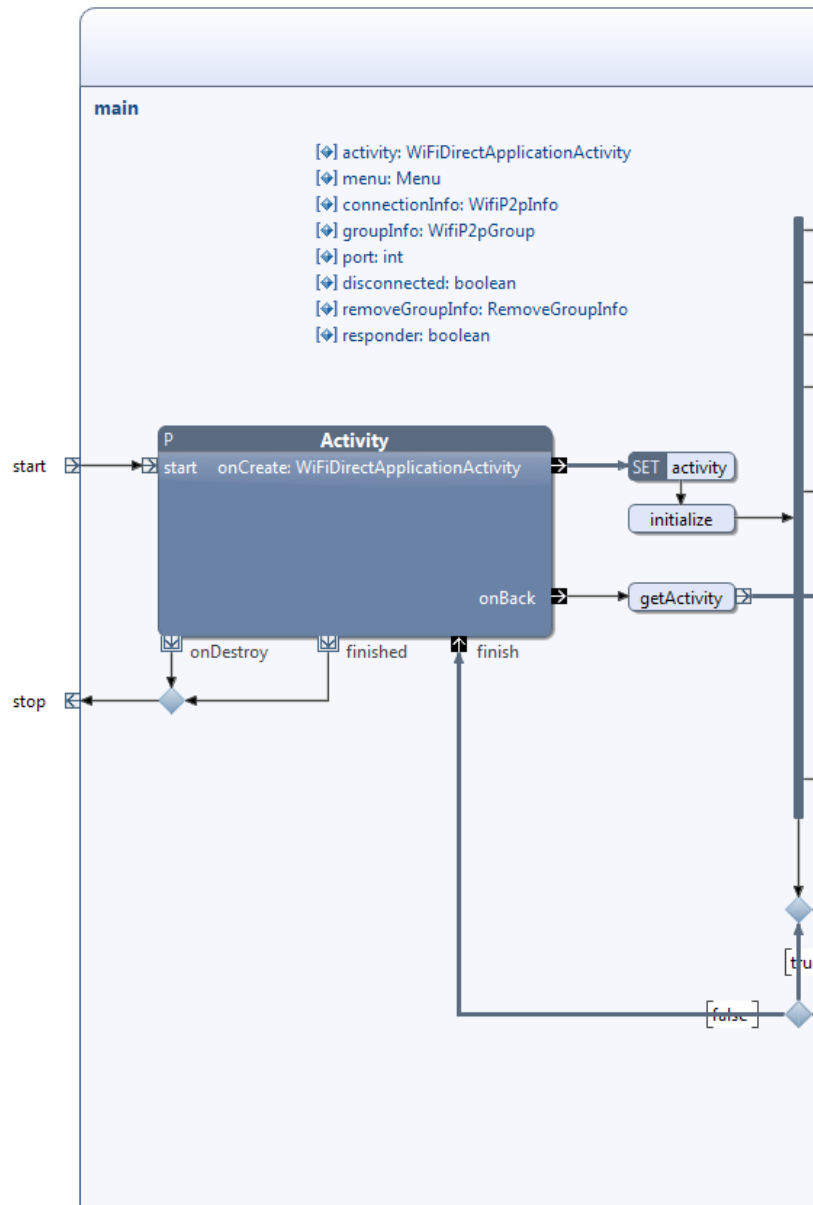 main
activity: WiFiDirectApplicationActivity
menu: Menu
connectionInfo: WifiP2pInfo
groupInfo: WifiP2pGroup
port: int
disconnected: boolean
removeGroupInfo: RemoveGroupInfo
responder: boolean
P Activity
start
start onCreate: WiFiDirectApplicationActivity
SET activity
initialize
onBack
getActivity
onDestroy finished finish
stop
[false]